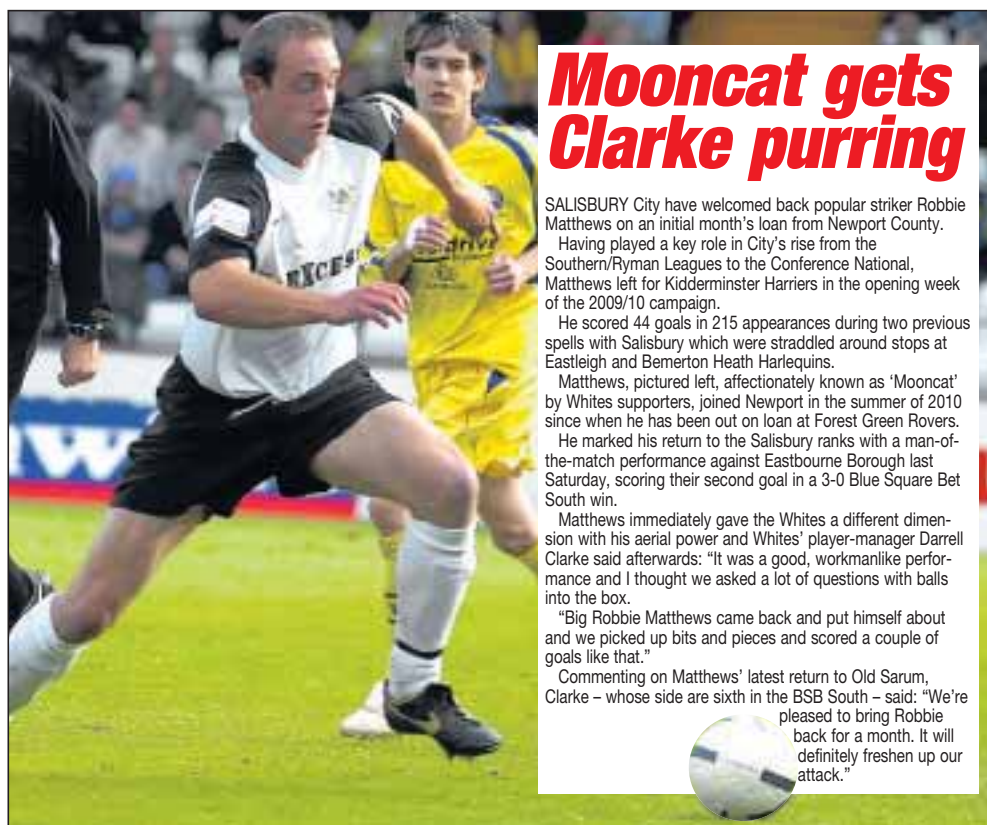 Mooncat gets
Clarke purring
SALISBURY City have welcomed back popular striker Robbie
Matthews on an initial month's loan from Newport County.
Having played a key role in City's rise from the
Southern/Ryman Leagues to the Conference National,
Matthews left for Kidderminster Harriers in the opening week
of the 2009/10 campaign.
He scored 44 goals in 215 appearances during two previous
spells with Salisbury which were straddled around stops at
Eastleigh and Bemerton Heath Harlequins.
Matthews, pictured left, affectionately known as ‘Mooncat’
by Whites supporters, joined Newport in the summer of 2010
since when he has been out on loan at Forest Green Rovers.
He marked his return to the Salisbury ranks with a man-of-
the-match performance against Eastbourne Borough last
Saturday, scoring their second goal in a 3-0 Blue Square Bet
South win.
Matthews immediately gave the Whites a different dimen-
sion with his aerial power and Whites’ player-manager Darrell
Clarke said afterwards: “It was a good, workmanlike perfor-
mance and I thought we asked a lot of questions with balls
into the box.
“Big Robbie Matthews came back and put himself about
and we picked up bits and pieces and scored a couple of
goals like that.”
Commenting on Matthews’ latest return to Old Sarum,
Clarke – whose side are sixth in the BSB South – said: “We’re
pleased to bring Robbie
back for a month. It will
definitely freshen up our
attack.”